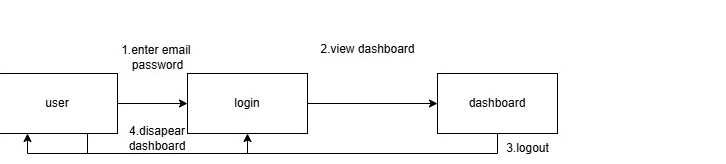 1.enter email
password
2.view dashboard
user
login
dashboard
4.disapear
dashboard
3.logout